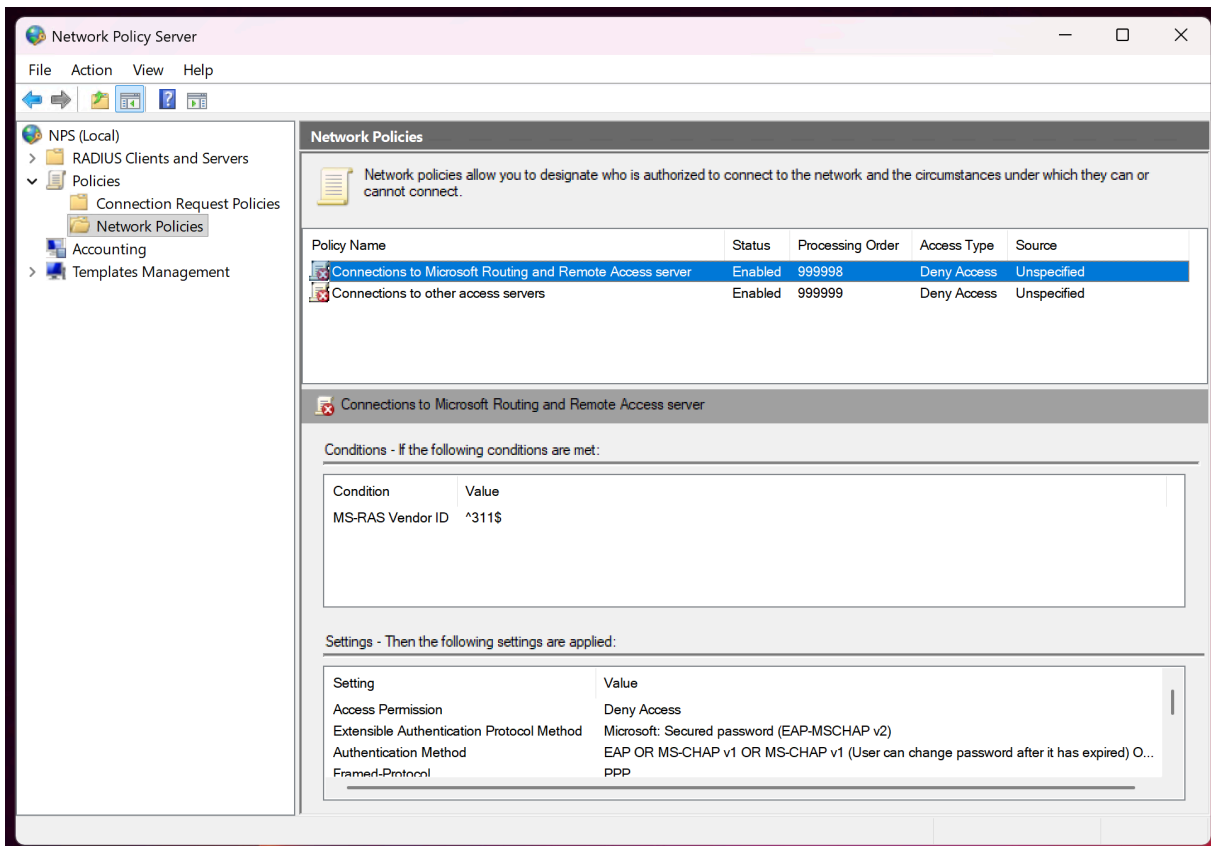 Network Policy Server
File Action View Help
NPS (Local)
RADIUS Clients and Servers
Policies
Connection Request Policies
Network Policies
Accounting
Templates Management
Network Policies
Network policies allow you to designate who is authorized to connect to the network and the circumstances under which they can or
cannot connect.
Policy Name Status Processing Order Access Type Source
Connections to Microsoft Routing and Remote Access server Enabled 999998 Deny Access Unspecified
Connections to other access servers Enabled 999999 Deny Access Unspecified
Connections to Microsoft Routing and Remote Access server
Conditions - If the following conditions are met:
Condition Value
MS-RAS Vendor ID ^311$
Settings - Then the following settings are applied:
Setting Value
Access Permission Deny Access
Extensible Authentication Protocol Method Microsoft: Secured password (EAP-MSCHAP v2)
Authentication Method EAP OR MS-CHAP v1 OR MS-CHAP v1 (User can change password after it has expired) O...
Framed-Protocol PPP